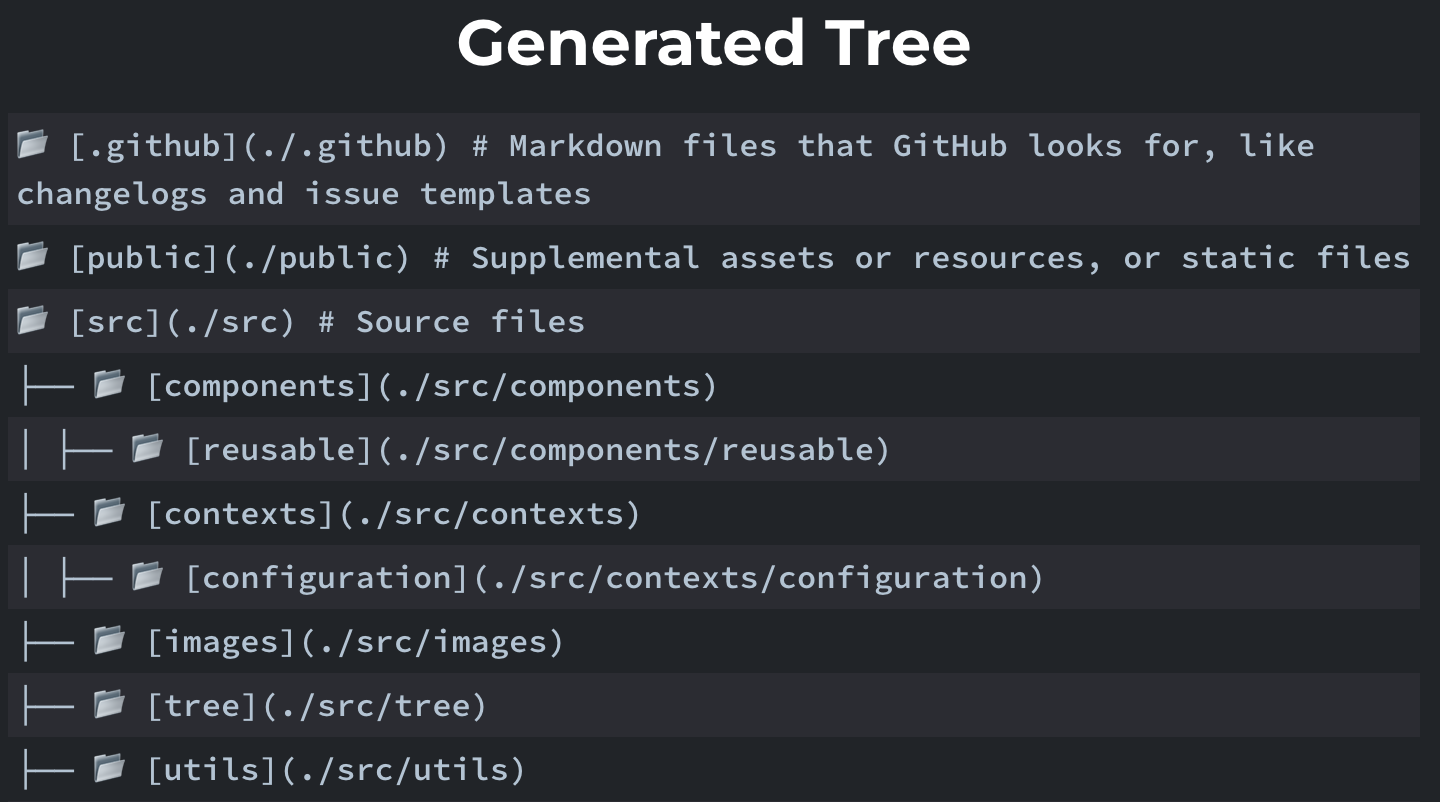 Generated Tree
📂 [.github](./.github) # Markdown files that GitHub looks for, like
changelogs and issue templates
📂 [public](./public) # Supplemental assets or resources, or static files
📂 [src](./src) # Source files
├── 📂 [components](./src/components)
│ ├── 📂 [reusable](./src/components/reusable)
├── 📂 [contexts](./src/contexts)
│ ├── 📂 [configuration](./src/contexts/configuration)
├── 📂 [images](./src/images)
├── 📂 [tree](./src/tree)
├── 📂 [utils](./src/utils)